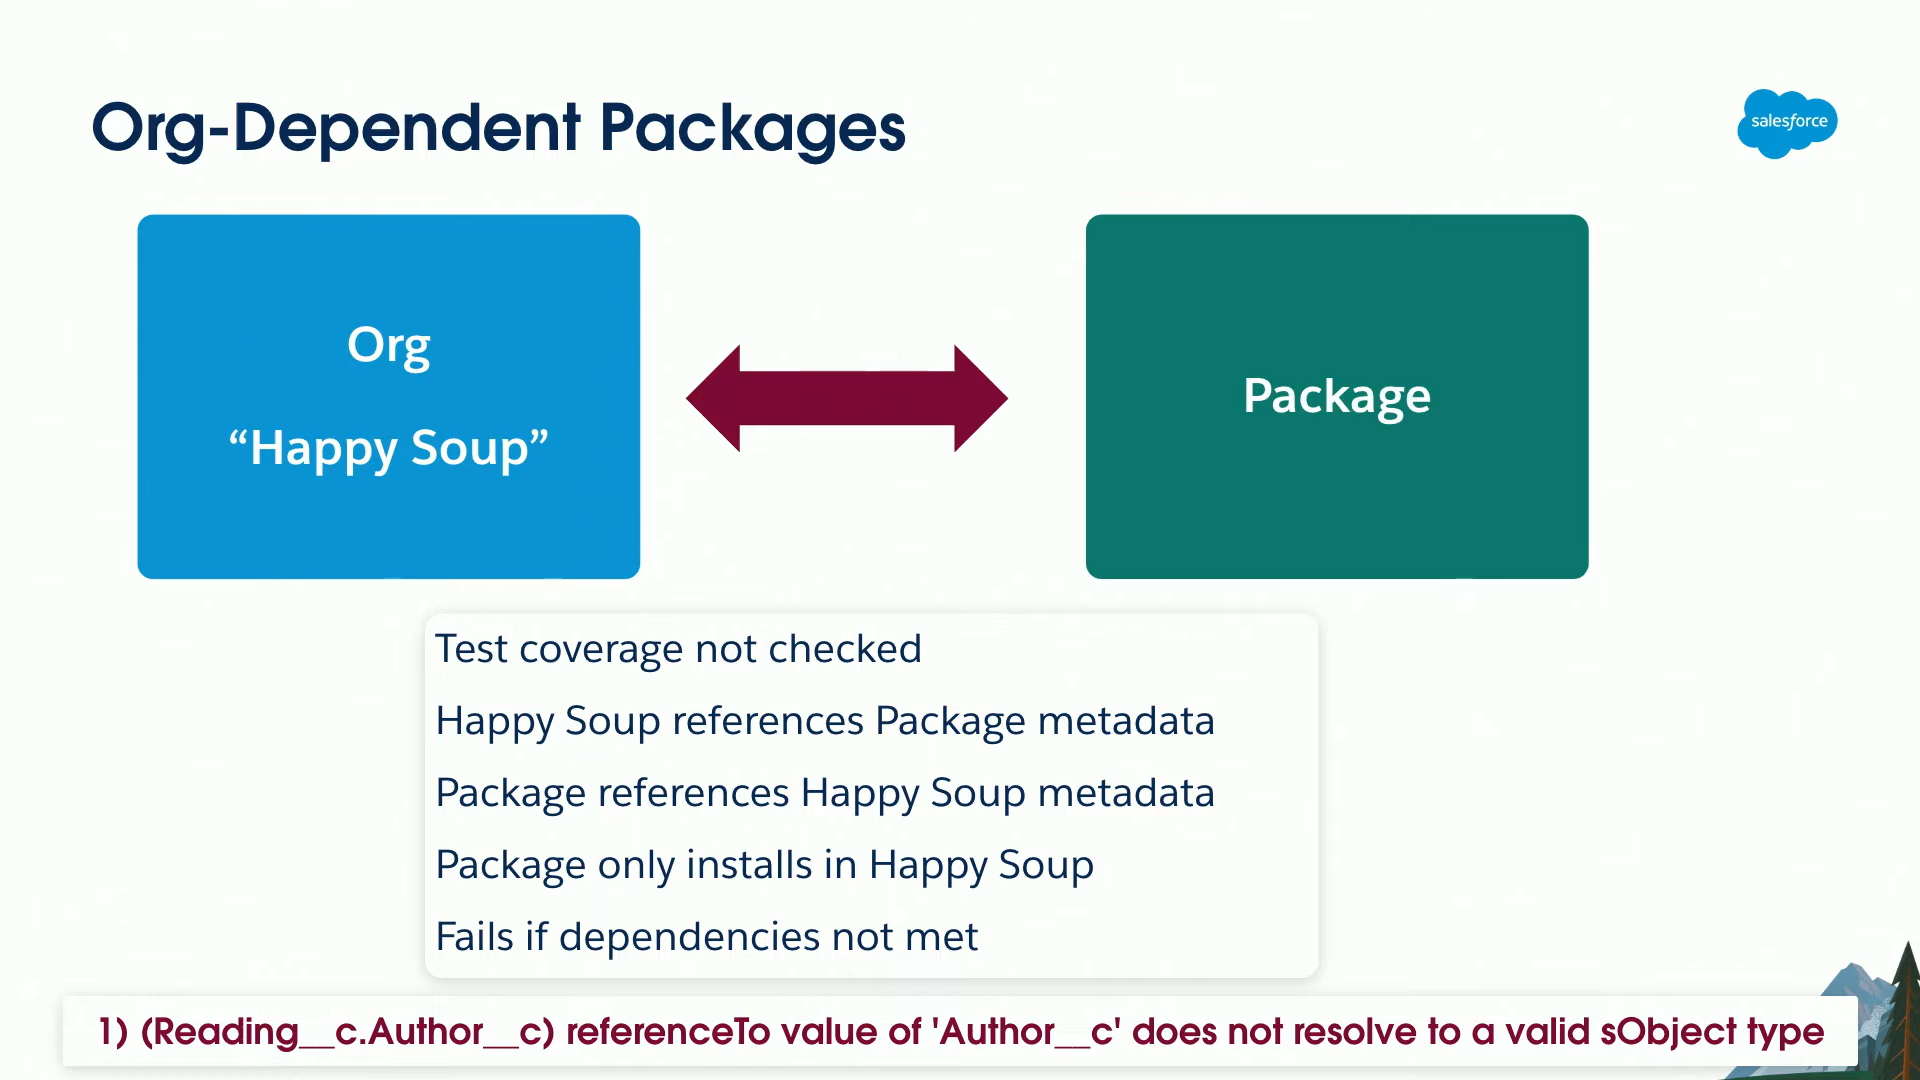 Org-Dependent Packages
salesforce
Org
“Happy Soup”
Package
Test coverage not checked
Happy Soup references Package metadata
Package references Happy Soup metadata
Package only installs in Happy Soup
Fails if dependencies not met
1) (Reading__c.Author__c) referenceTo value of 'Author__c' does not resolve to a valid sObject type